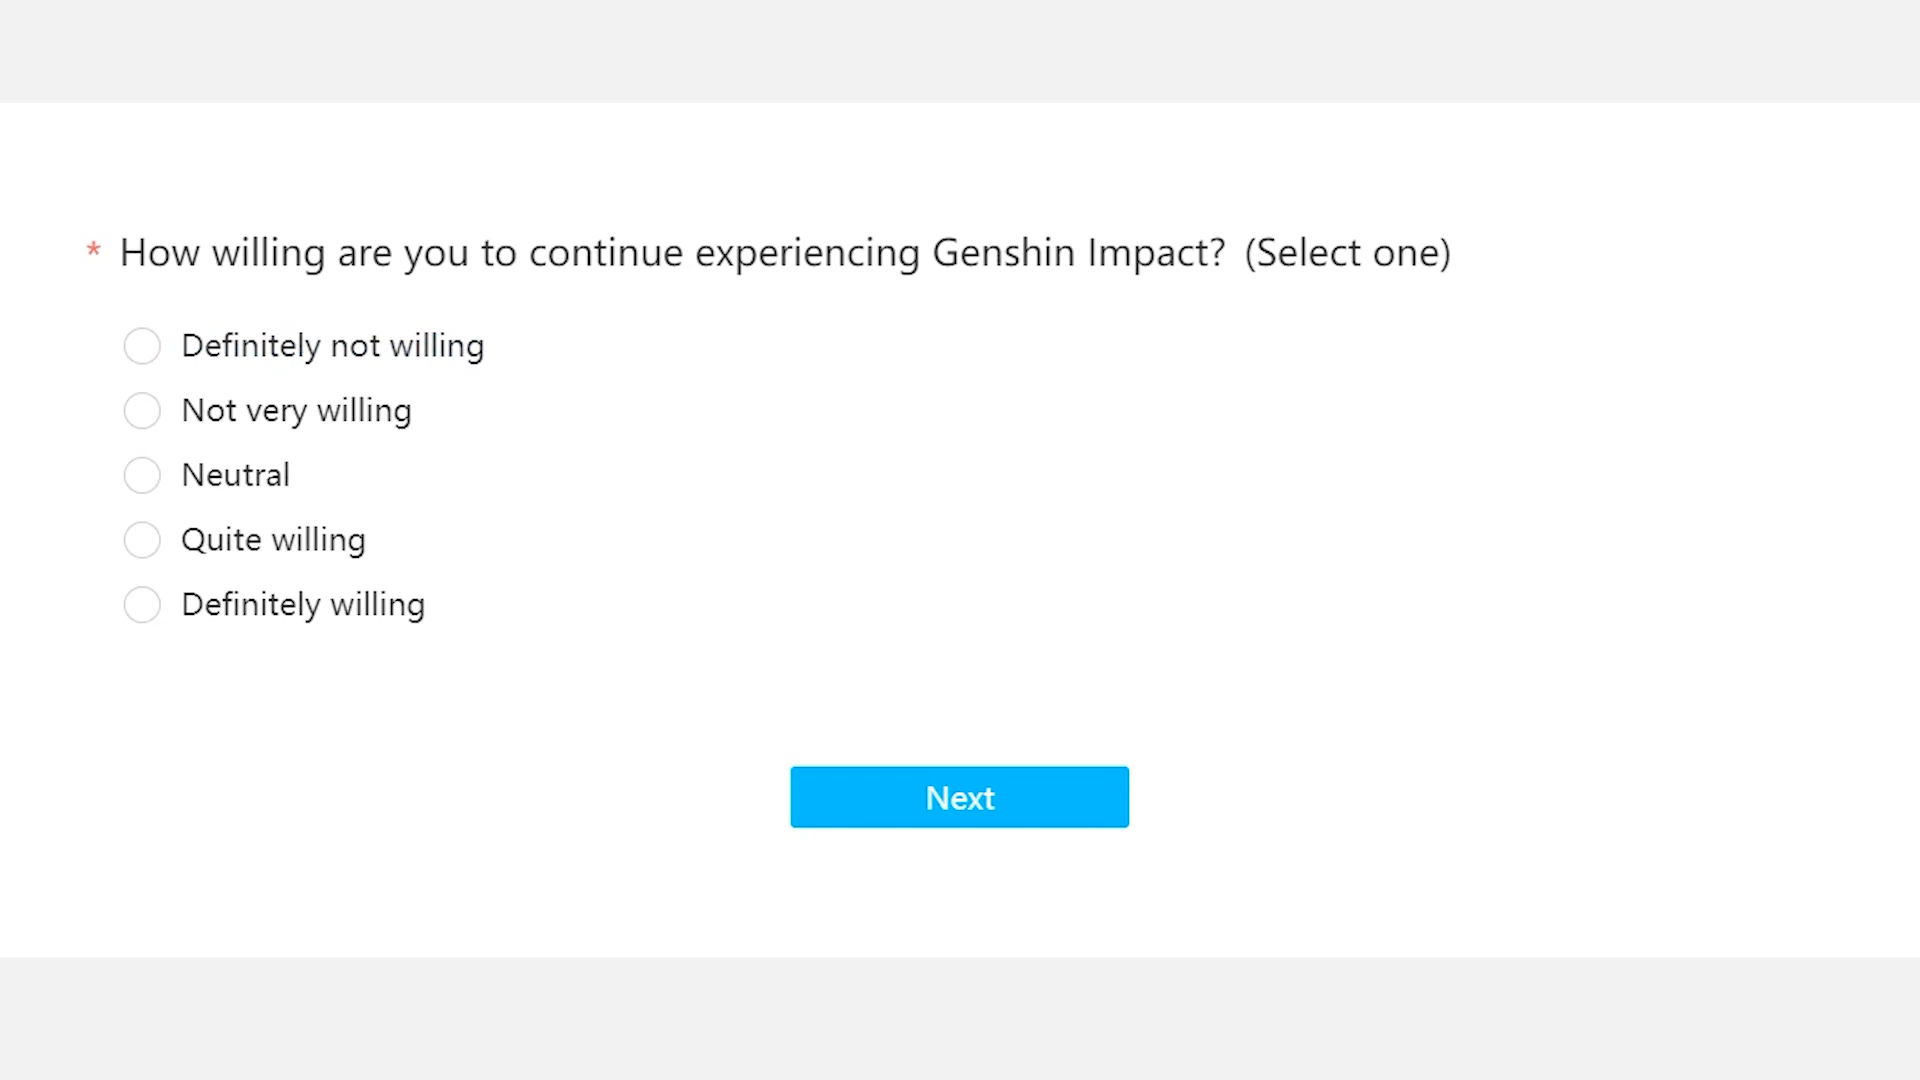 * How willing are you to continue experiencing Genshin Impact? (Select one)
Definitely not willing
Not very willing
Neutral
Quite willing
Definitely willing
Next